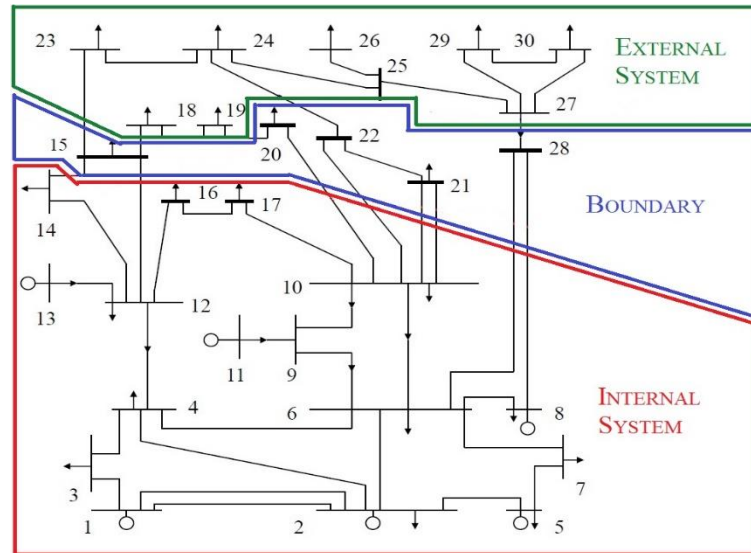 23 24 26 29 30
EXTERNAL
SYSTEM
25
27
18 19
15
20 22 28
21
BOUNDARY
16 17
14
10
12
13
11 9
4 6 8
INTERNAL
SYSTEM
3 7
1 2 5